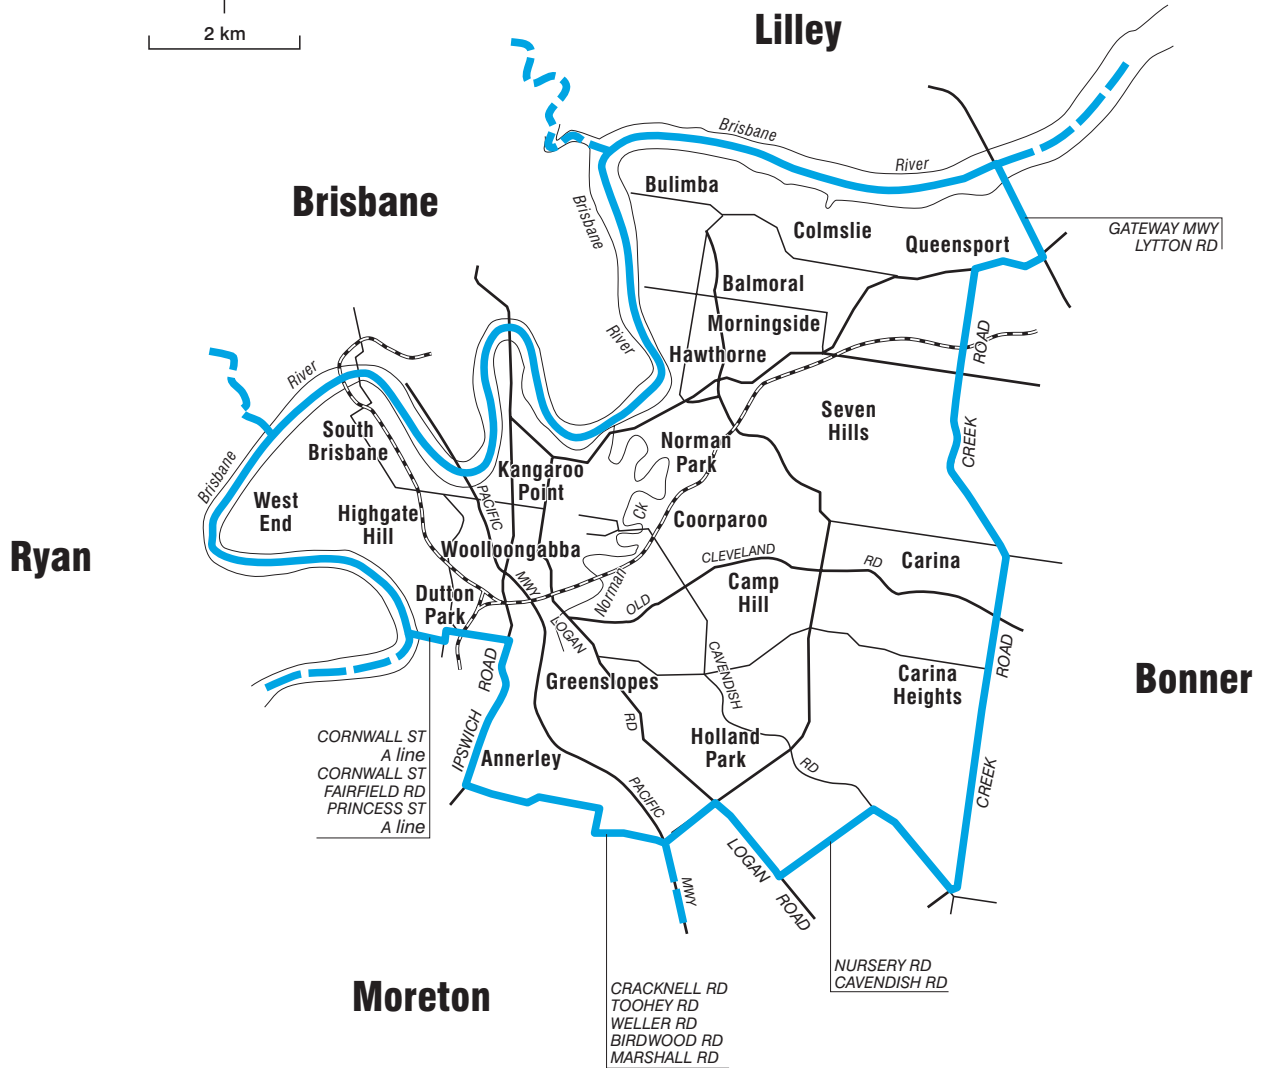 2 km
Lilley
Brisbane
River
Bulimba
Brisbane
Brisbane
Colmslie
Queensport
GATEWAY MWY
LYTTON RD
Balmoral
Morningside
River
Hawthorne
ROAD
River
South
Brisbane
Seven
Hills
Norman
Park
CREEK
Brisbane
Kangaroo
Point
West
End
Highgate
Hill
PACIFIC
Ck
Coorparoo
Ryan
Woolloongabba
CLEVELAND
RD
Carina
MWY
Camp
Hill
Dutton
Park
Norman
OLD
LOGAN
ROAD
ROAD
CAVENDISH
Greenslopes
Carina
Heights
Bonner
RD
IPSWICH
CORNWALL ST
A line
CORNWALL ST
FAIRFIELD RD
PRINCESS ST
A line
Annerley
Holland
Park
RD
PACIFIC
CREEK
LOGAN
MWY
ROAD
NURSERY RD
CAVENDISH RD
Moreton
CRACKNELL RD
TOOHEY RD
WELLER RD
BIRDWOOD RD
MARSHALL RD